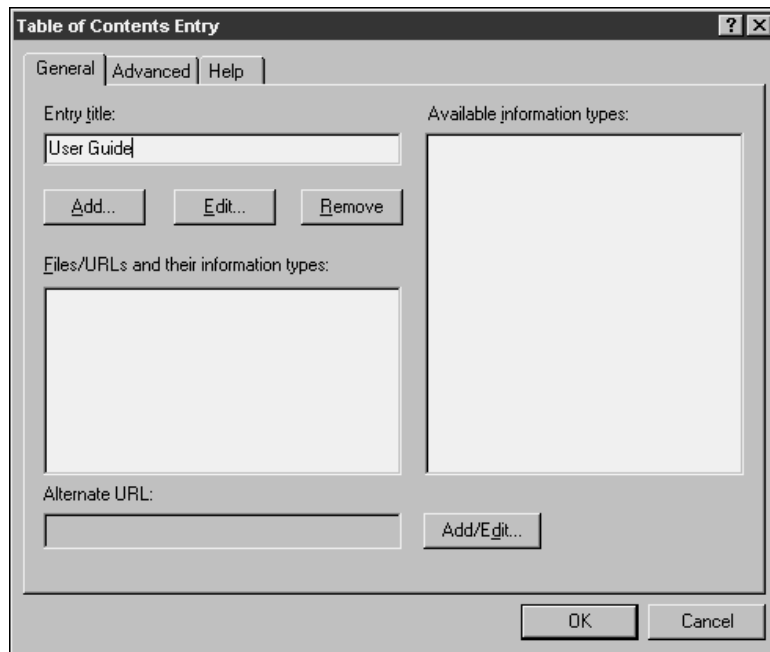 Table of Contents Entry
General Advanced Help
Entry title:
User Guide
Add... Edit... Remove
Files/URLs and their information types:
Alternate URL:
Available information types:
Add/Edit...
OK Cancel